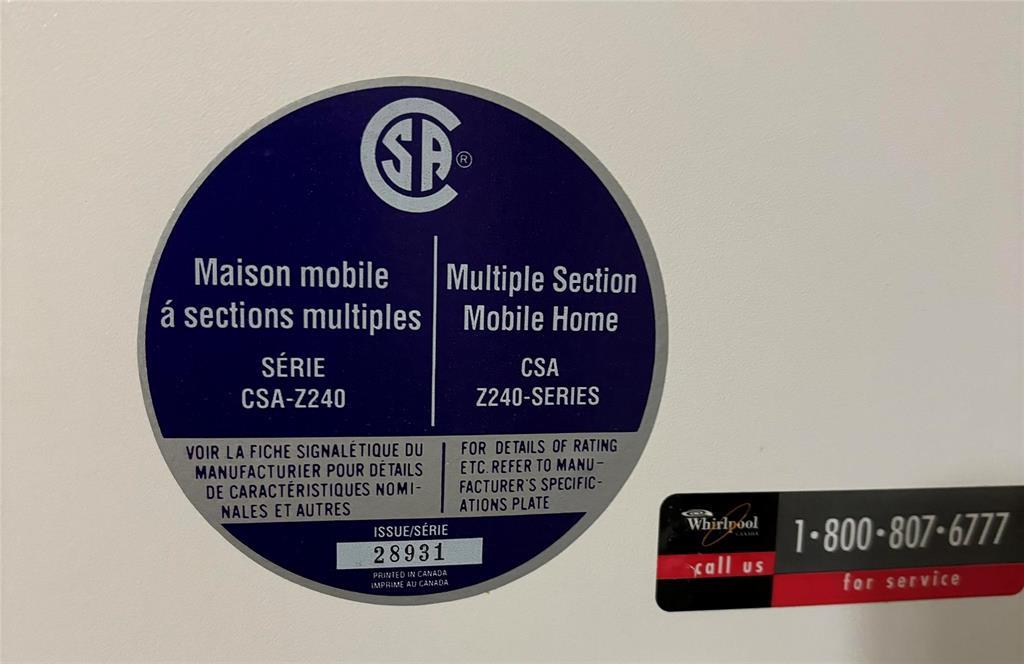 CSA®
Maison mobile
á sections multiples
SÉRIE
CSA-Z240
Multiple Section
Mobile Home
CSA
Z240-SERIES
VOIR LA FICHE SIGNALÉTIQUE DU
MANUFACTURIER POUR DÉTAILS
DE CARACTÉRISTIQUES NOMI-
NALES ET AUTRES
FOR DETAILS OF RATING
ETC. REFER TO MANU-
FACTURER'S SPECIFIC-
ATIONS PLATE
ISSUE/SÉRIE
28931
PRINTED IN CANADA
IMPRIME AU CANADA
Whirlpool
CANADA
call us
1·800·807·6777
for service